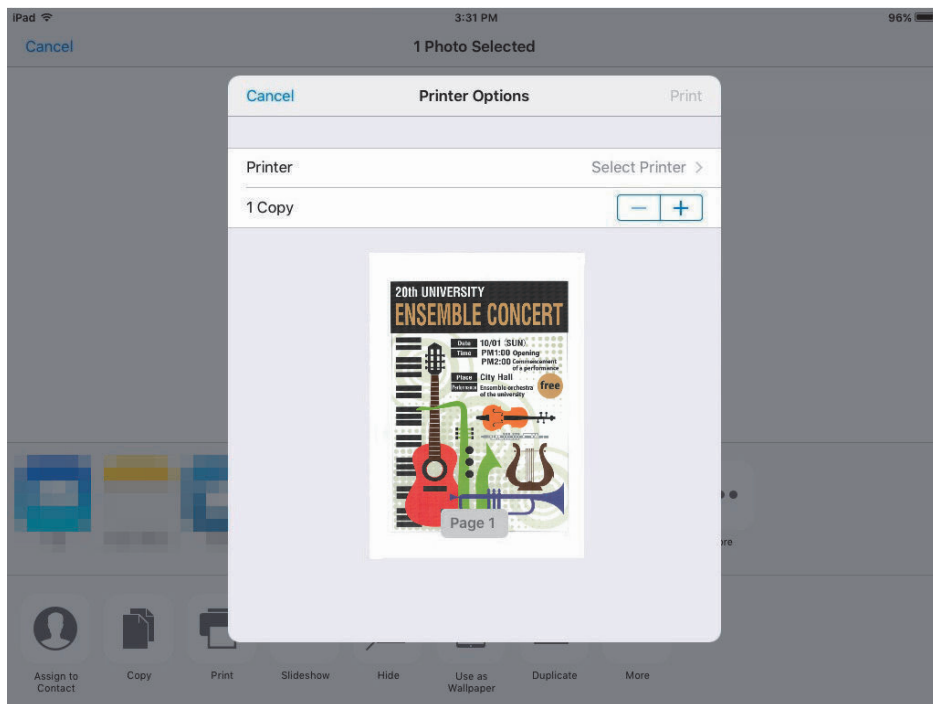 iPad 3:31 PM 96%
Cancel 1 Photo Selected
Cancel Printer Options Print
Printer Select Printer >
1 Copy − +
20th UNIVERSITY
ENSEMBLE CONCERT
Date 10/01 (SUN)
Time PM1:00 Opening
PM2:00 Commencement
of a performance
Place City Hall
Performance Ensemble orchestra
of the university
free
Page 1
ore
Assign to
Contact
Copy
Print
Slideshow
Hide
Use as
Wallpaper
Duplicate
More